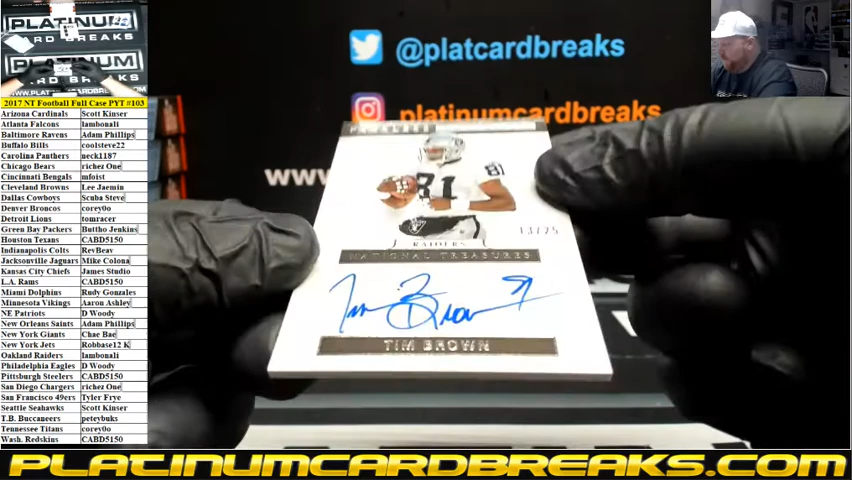 PLATINUM
CARD BREAKS
PLATINUM
@platcardbreaks
platinumcardbreaks
www.
2017 NT Football Full Case PYT #103
Arizona Cardinals Scott Kinser
Atlanta Falcons lambonali
Baltimore Ravens Adam Phillips
Buffalo Bills coolsteve22
Carolina Panthers neck1187
Chicago Bears richez One
Cincinnati Bengals mfoist
Cleveland Browns Lee Jaemin
Dallas Cowboys Scuba Steve
Denver Broncos corey0o
Detroit Lions tomracer
Green Bay Packers Buttho Jenkins
Houston Texans CABD5150
Indianapolis Colts RevBeav
Jacksonville Jaguars Mike Colona
Kansas City Chiefs James Studio
L.A. Rams CABD5150
Miami Dolphins Rudy Gonzales
Minnesota Vikings Aaron Ashley
NE Patriots D Woody
New Orleans Saints Adam Phillips
New York Giants Chae Bae
New York Jets Robbase12 K
Oakland Raiders lambonali
Philadelphia Eagles D Woody
Pittsburgh Steelers CABD5150
San Diego Chargers richez One
San Francisco 49ers Tyler Frye
Seattle Seahawks Scott Kinser
T.B. Buccaneers peteybuks
Tennessee Titans corey0o
Wash. Redskins CABD5150
81
81
13/25
RAIDERS
NATIONAL TREASURES
Tim Brown 81
TIM BROWN
PLATINUMCARDBREAKS.COM